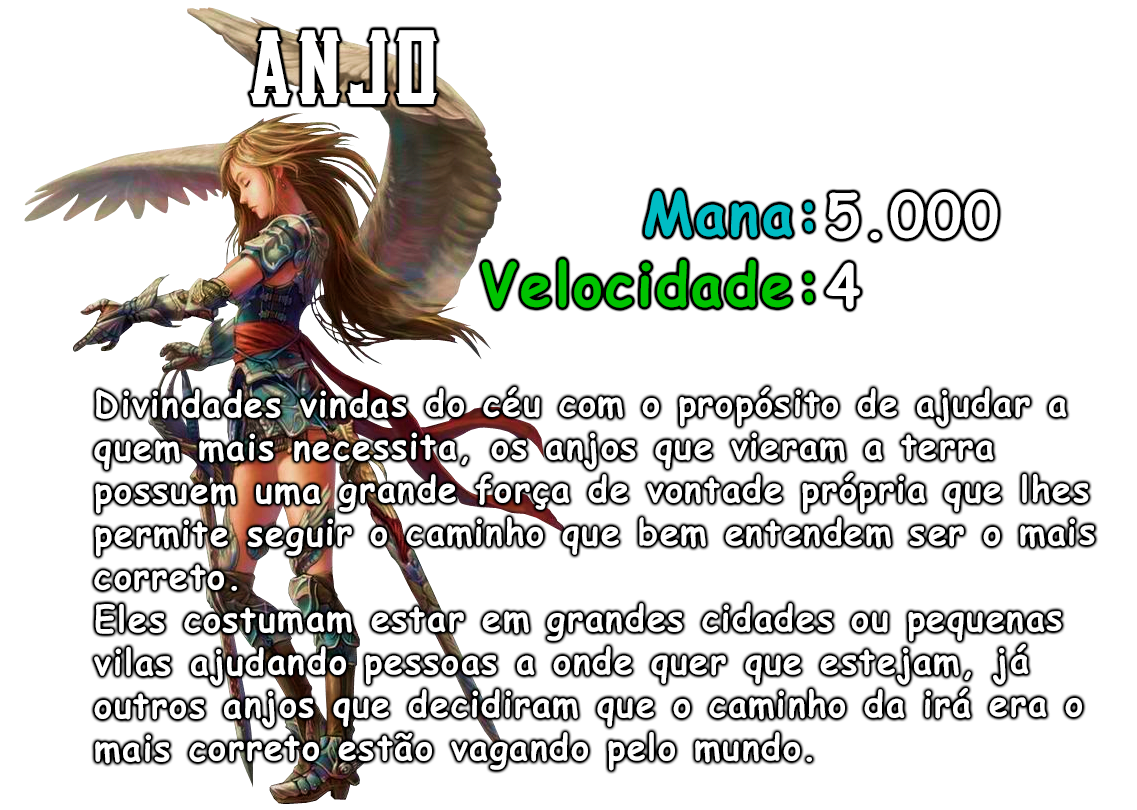 ANJO
Mana:5.000
Velocidade:4
Divindades vindas do céu com o propósito de ajudar a
quem mais necessita, os anjos que vieram a terra
possuem uma grande força de vontade própria que lhes
permite seguir o caminho que bem entendem ser o mais
correto.
Eles costumam estar em grandes cidades ou pequenas
vilas ajudando pessoas a onde quer que estejam, já
outros anjos que decidiram que o caminho da irá era o
mais correto estão vagando pelo mundo.